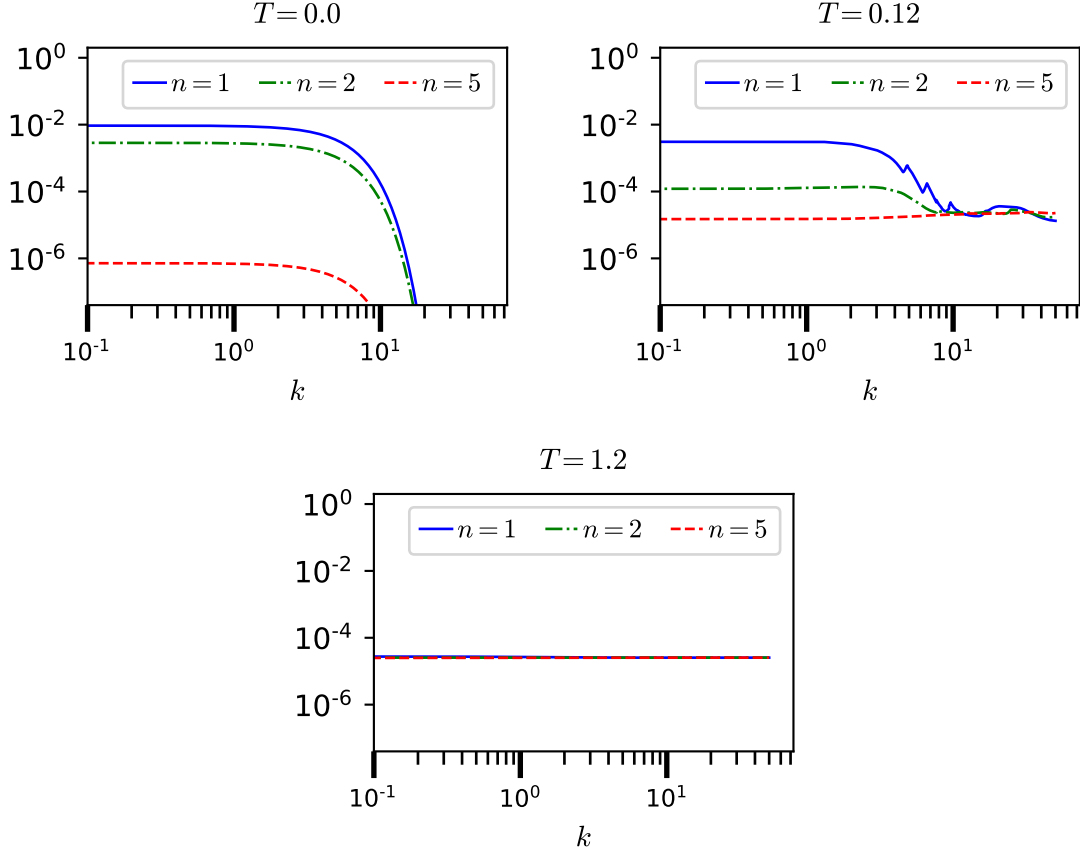 T = 0.0
10^0
10^-2
10^-4
10^-6
n = 1 n = 2 n = 5
10^-1 10^0 10^1
k
T = 0.12
10^0
10^-2
10^-4
10^-6
n = 1 n = 2 n = 5
10^-1 10^0 10^1
k
T = 1.2
10^0
10^-2
10^-4
10^-6
n = 1 n = 2 n = 5
10^-1 10^0 10^1
k